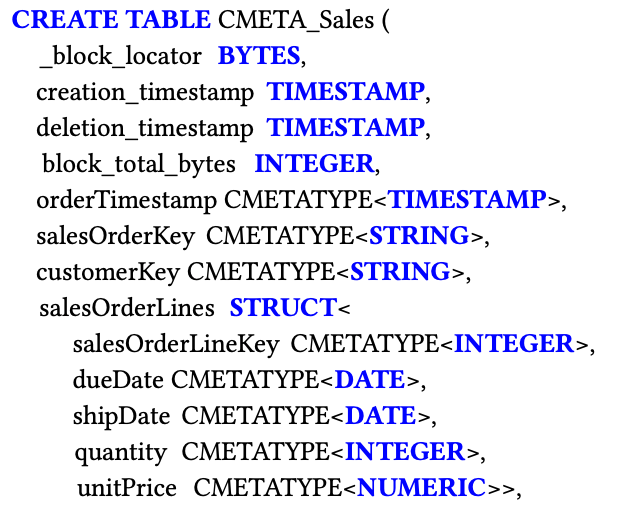 CREATE TABLE CMETA_Sales (
_block_locator BYTES,
creation_timestamp TIMESTAMP,
deletion_timestamp TIMESTAMP,
block_total_bytes INTEGER,
orderTimestamp CMETATYPE<TIMESTAMP>,
salesOrderKey CMETATYPE<STRING>,
customerKey CMETATYPE<STRING>,
salesOrderLines STRUCT<
salesOrderLineKey CMETATYPE<INTEGER>,
dueDate CMETATYPE<DATE>,
shipDate CMETATYPE<DATE>,
quantity CMETATYPE<INTEGER>,
unitPrice CMETATYPE<NUMERIC>>,